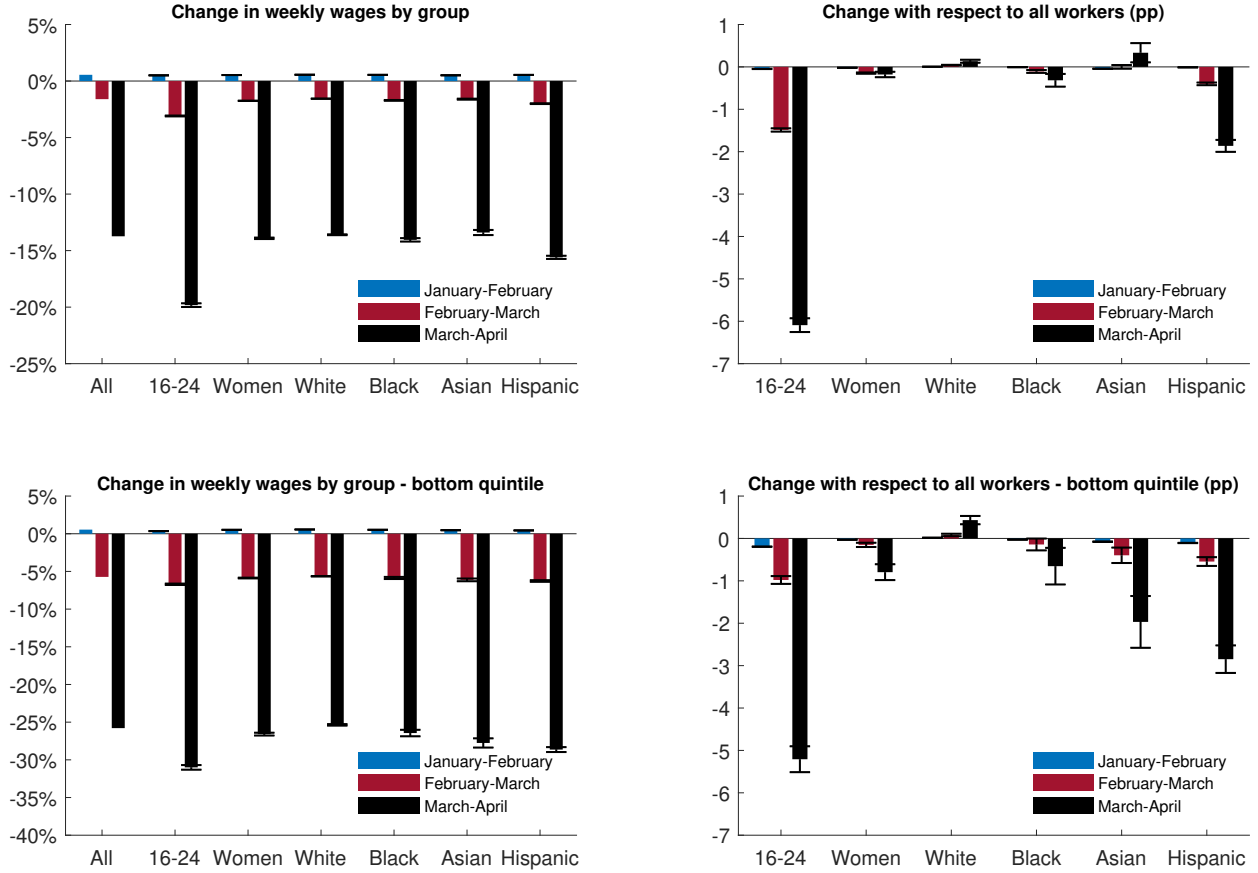 Change in weekly wages by group
5%
0%
-5%
-10%
-15%
-20%
-25%
January-February
February-March
March-April
All 16-24 Women White Black Asian Hispanic
Change with respect to all workers (pp)
1
0
-1
-2
-3
-4
-5
-6
-7
January-February
February-March
March-April
16-24 Women White Black Asian Hispanic
Change in weekly wages by group - bottom quintile
5%
0%
-5%
-10%
-15%
-20%
-25%
-30%
-35%
-40%
January-February
February-March
March-April
All 16-24 Women White Black Asian Hispanic
Change with respect to all workers - bottom quintile (pp)
1
0
-1
-2
-3
-4
-5
-6
-7
January-February
February-March
March-April
16-24 Women White Black Asian Hispanic